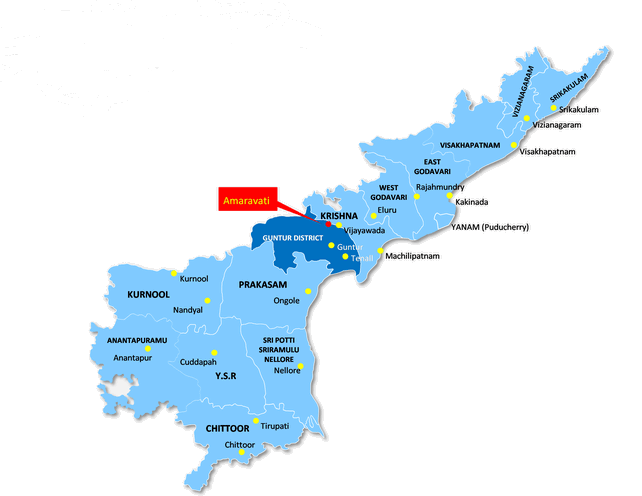 VIZIANAGARAM
SRIKAKULAM
Srikakulam
Vizianagaram
VISAKHAPATNAM
Visakhapatnam
EAST
GODAVARI
WEST
GODAVARI
Rajahmundry
Kakinada
Amaravati
KRISHNA
Eluru
YANAM (Puducherry)
Vijayawada
GUNTUR DISTRICT
Guntur
Machilipatnam
Tenali
Kurnool
PRAKASAM
KURNOOL
Ongole
Nandyal
ANANTAPURAMU
Anantapur
SRI POTTI
SRIRAMULU
NELLORE
Cuddapah
Nellore
Y.S.R
CHITTOOR
Tirupati
Chittoor